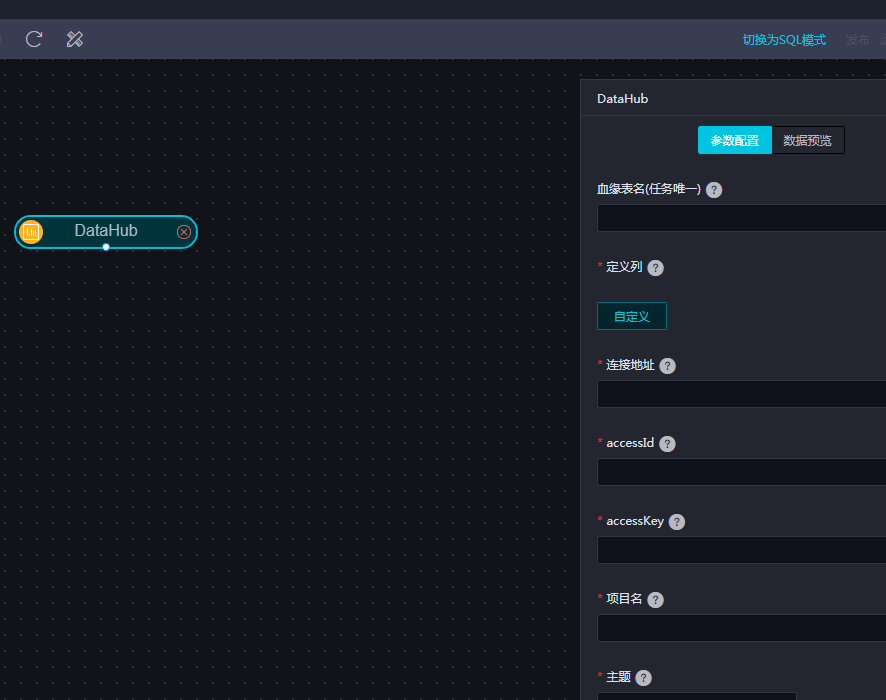 切换为SQL模式 发布
DataHub
参数配置 数据预览
血缘表名(任务唯一) ?
DataHub
* 定义列 ?
自定义
* 连接地址 ?
* accessId ?
* accessKey ?
* 项目名 ?
* 主题 ?